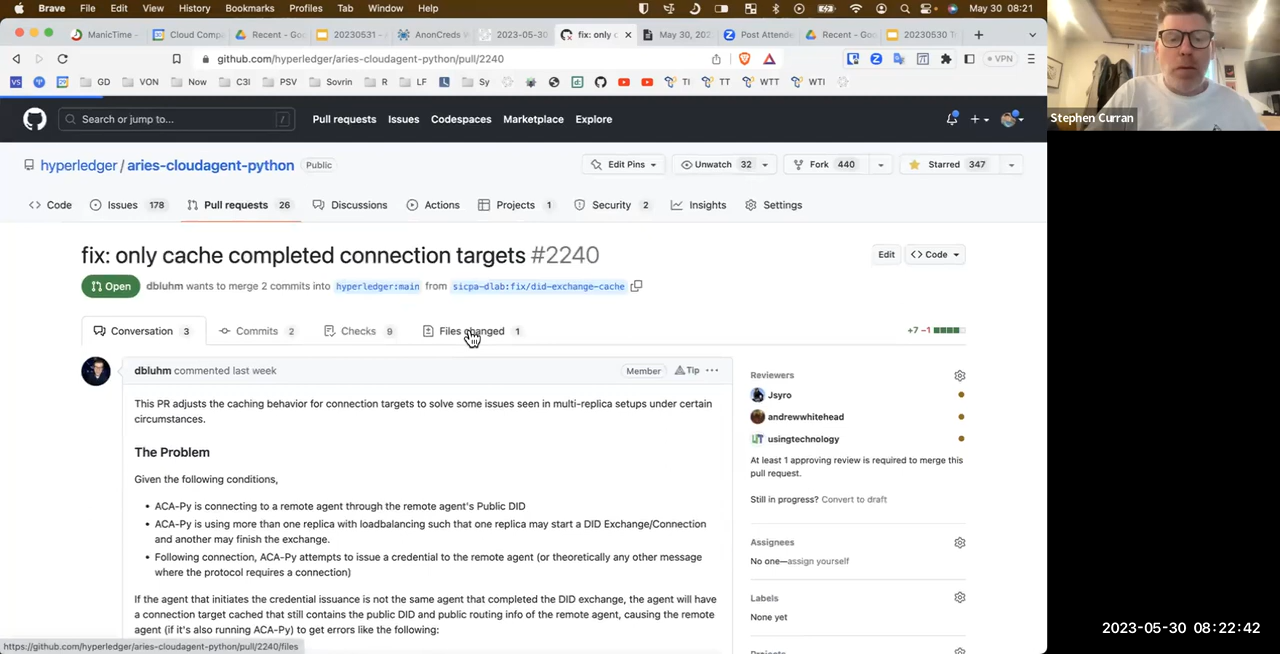 Brave File Edit View History Bookmarks Profiles Tab Window Help May 30 08:21
ManicTime - Cloud Compa Recent - Goo 20230531 - A AnonCreds W 2023-05-30 fix: only c May 30, 202 Post Attende Recent - Goo 20230530 T
github.com/hyperledger/aries-cloudagent-python/pull/2240 VPN
VS GD VON Now C3I PSV Sovrin R LF Sy TI TT WTT WTI
Search or jump to... / Pull requests Issues Codespaces Marketplace Explore
hyperledger / aries-cloudagent-python Public Edit Pins Unwatch 32 Fork 440 Starred 347
Code Issues 178 Pull requests 26 Discussions Actions Projects 1 Security 2 Insights Settings
fix: only cache completed connection targets #2240 Edit Code
Open dbluhm wants to merge 2 commits into hyperledger:main from sicpa-dlab:fix/did-exchange-cache
Conversation 3 Commits 2 Checks 9 Files changed 1 +7 −1
dbluhm commented last week Member Tip ...
This PR adjusts the caching behavior for connection targets to solve some issues seen in multi-replica setups under certain
circumstances.
The Problem
Given the following conditions,
• ACA-Py is connecting to a remote agent through the remote agent's Public DID
• ACA-Py is using more than one replica with loadbalancing such that one replica may start a DID Exchange/Connection
and another may finish the exchange.
• Following connection, ACA-Py attempts to issue a credential to the remote agent (or theoretically any other message
where the protocol requires a connection)
If the agent that initiates the credential issuance is not the same agent that completed the DID exchange, the agent will have
a connection target cached that still contains the public DID and public routing info of the remote agent, causing the remote
agent (if it's also running ACA-Py) to get errors like the following:
Reviewers
Jsyro
andrewwhitehead
usingtechnology
At least 1 approving review is required to merge this
pull request.
Still in progress? Convert to draft
Assignees
No one—assign yourself
Labels
None yet
Projects
https://github.com/hyperledger/aries-cloudagent-python/pull/2240/files
Stephen Curran
2023-05-30 08:22:42